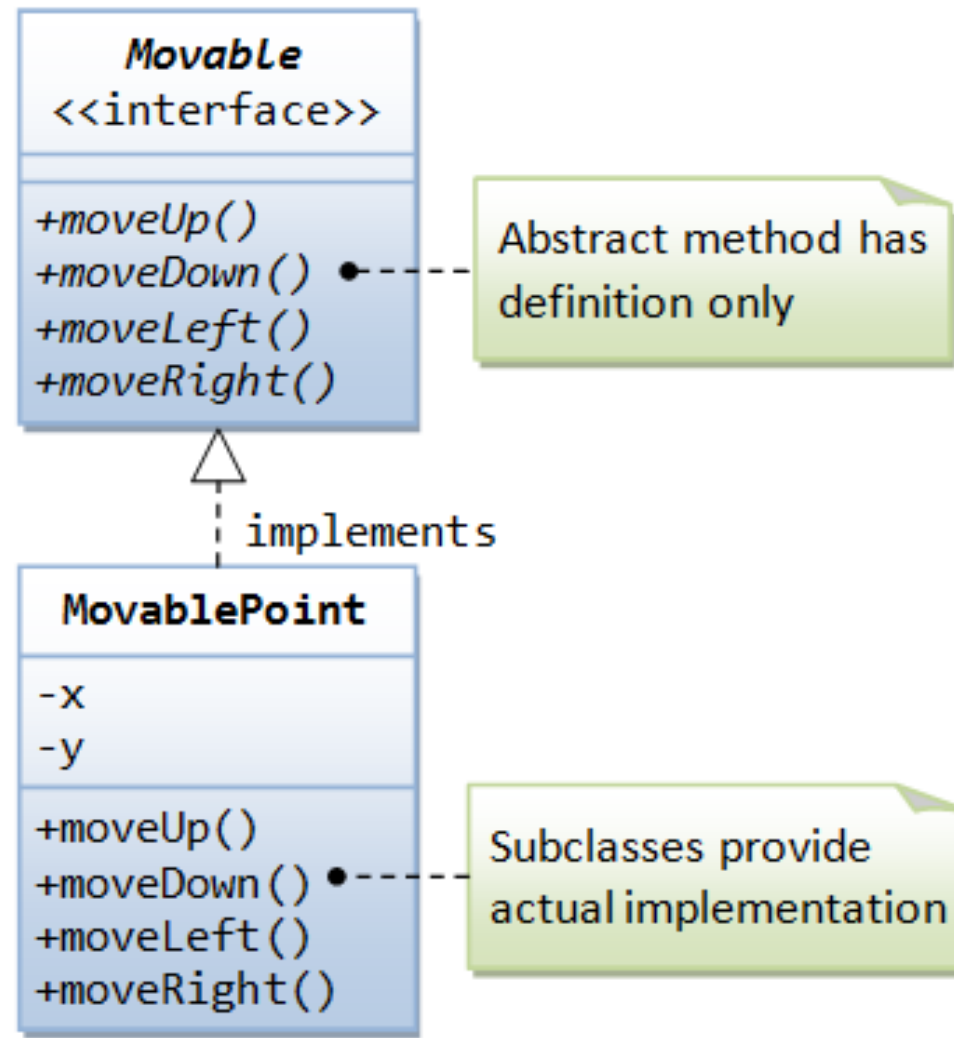 Movable
<<interface>>
+moveUp()
+moveDown()
+moveLeft()
+moveRight()
Abstract method has
definition only
implements
MovablePoint
-x
-y
+moveUp()
+moveDown()
+moveLeft()
+moveRight()
Subclasses provide
actual implementation